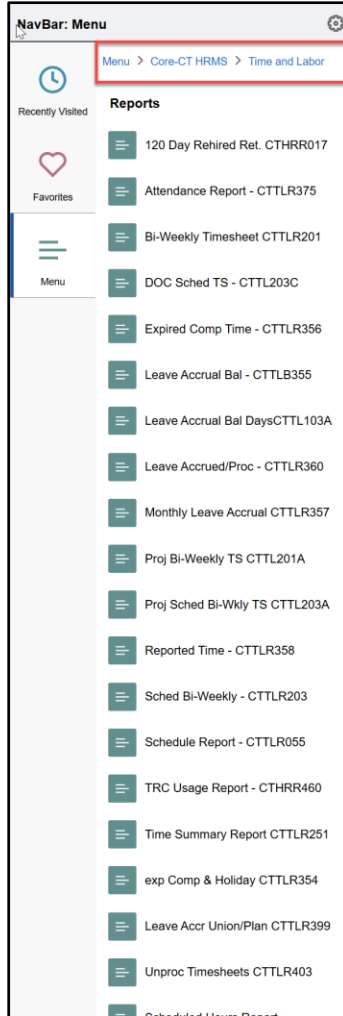 NavBar: Menu
Menu > Core-CT HRMS > Time and Labor
Recently Visited
Favorites
Menu
Reports
120 Day Rehired Ret. CTHRR017
Attendance Report - CTTLR375
Bi-Weekly Timesheet CTTLR201
DOC Sched TS - CTTL203C
Expired Comp Time - CTTLR356
Leave Accrual Bal - CTTLB355
Leave Accrual Bal DaysCTTL103A
Leave Accrued/Proc - CTTLR360
Monthly Leave Accrual CTTLR357
Proj Bi-Weekly TS CTTL201A
Proj Sched Bi-Wkly TS CTTL203A
Reported Time - CTTLR358
Sched Bi-Weekly - CTTLR203
Schedule Report - CTTLR055
TRC Usage Report - CTHRR460
Time Summary Report CTTLR251
exp Comp & Holiday CTTLR354
Leave Accr Union/Plan CTTLR399
Unproc Timesheets CTTLR403
Scheduled Hours Report